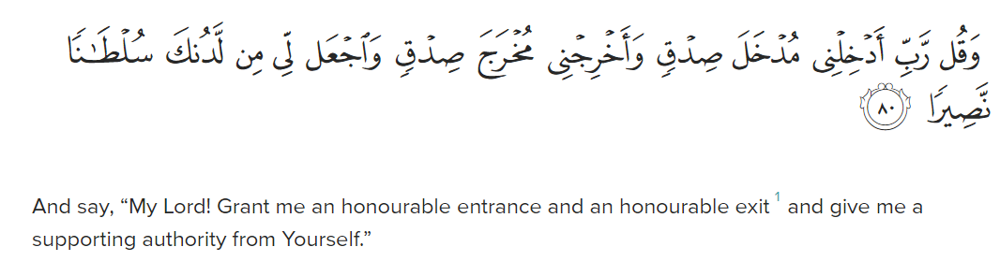 وَقُل رَّبِّ أَدْخِلْنِى مُدْخَلَ صِدْقٍ وَأَخْرِجْنِى مُخْرَجَ صِدْقٍ وَٱجْعَل لِّى مِن لَّدُنكَ سُلْطَـٰنًا
نَّصِيرًا ٨٠
And say, “My Lord! Grant me an honourable entrance and an honourable exit 1 and give me a
supporting authority from Yourself.”